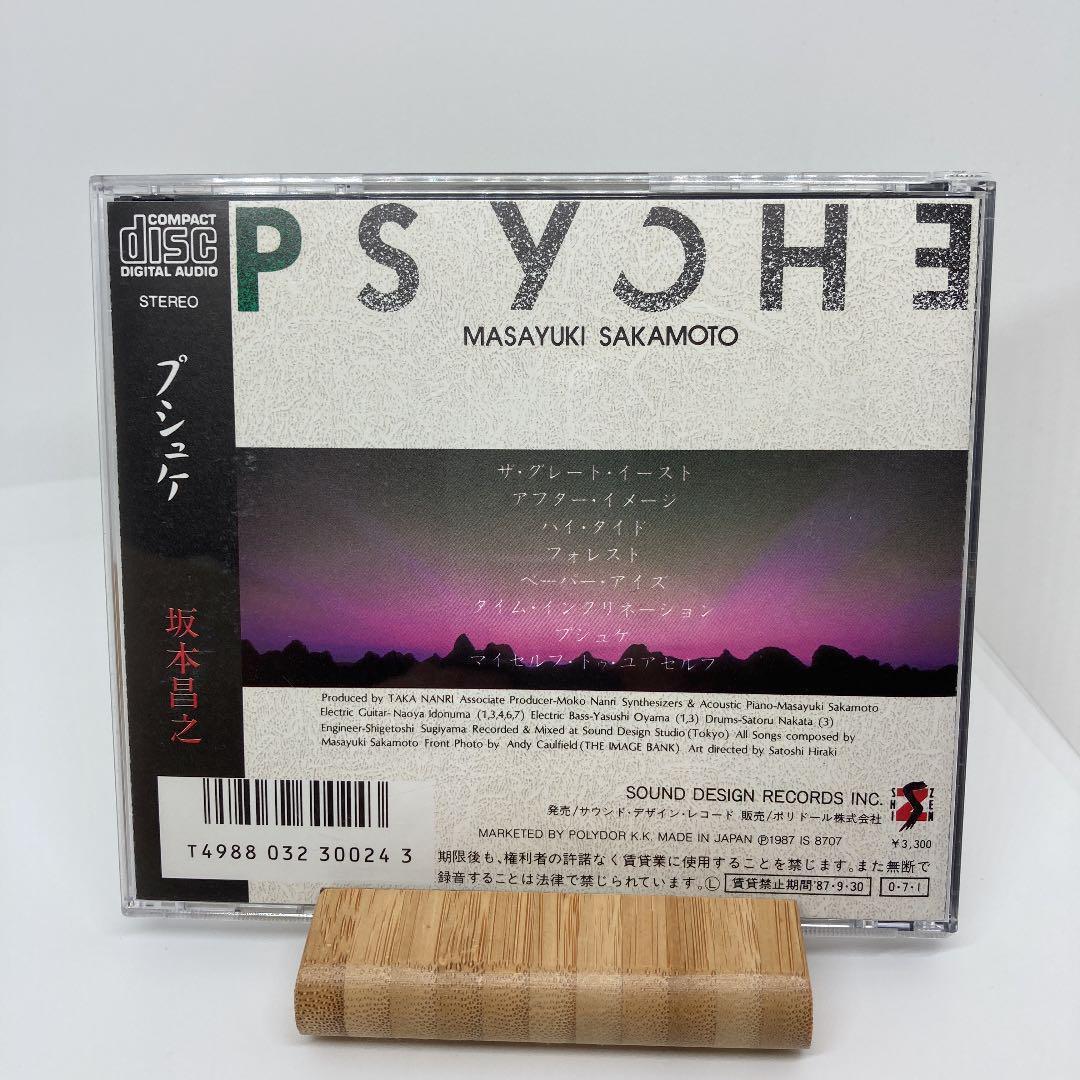 COMPACT
disc
DIGITAL AUDIO
STEREO
プシュケ
坂本昌之
PSYCHE
MASAYUKI SAKAMOTO
ザ・グレート・イースト
アフター・イメージ
ハイ・タイド
フォレスト
ペーパー・アイズ
タイム・インクリネーション
プシュケ
マイセルフ・トゥ・ユアセルフ
Produced by TAKA NANRI Associate Producer-Moko Nanri Synthesizers & Acoustic Piano-Masayuki Sakamoto
Electric Guitar-Naoya Idonuma (1,3,4,6,7) Electric Bass-Yasushi Oyama (1,3) Drums-Satoru Nakata (3)
Engineer-Shigetoshi Sugiyama Recorded & Mixed at Sound Design Studio (Tokyo) All Songs composed by
Masayuki Sakamoto Front Photo by Andy Caulfield (THE IMAGE BANK) Art directed by Satoshi Hiraki
SOUND DESIGN RECORDS INC.
発売/サウンド・デザイン・レコード 販売/ポリドール株式会社
SHI ZEN
¥3,300
MARKETED BY POLYDOR K.K. MADE IN JAPAN Ⓟ1987 IS 8707
T4988 032 30024 3
期限後も、権利者の許諾なく賃貸業に使用することを禁じます。また無断で
録音することは法律で禁じられています。Ⓛ 賃貸禁止期間'87・9・30 0・7・1